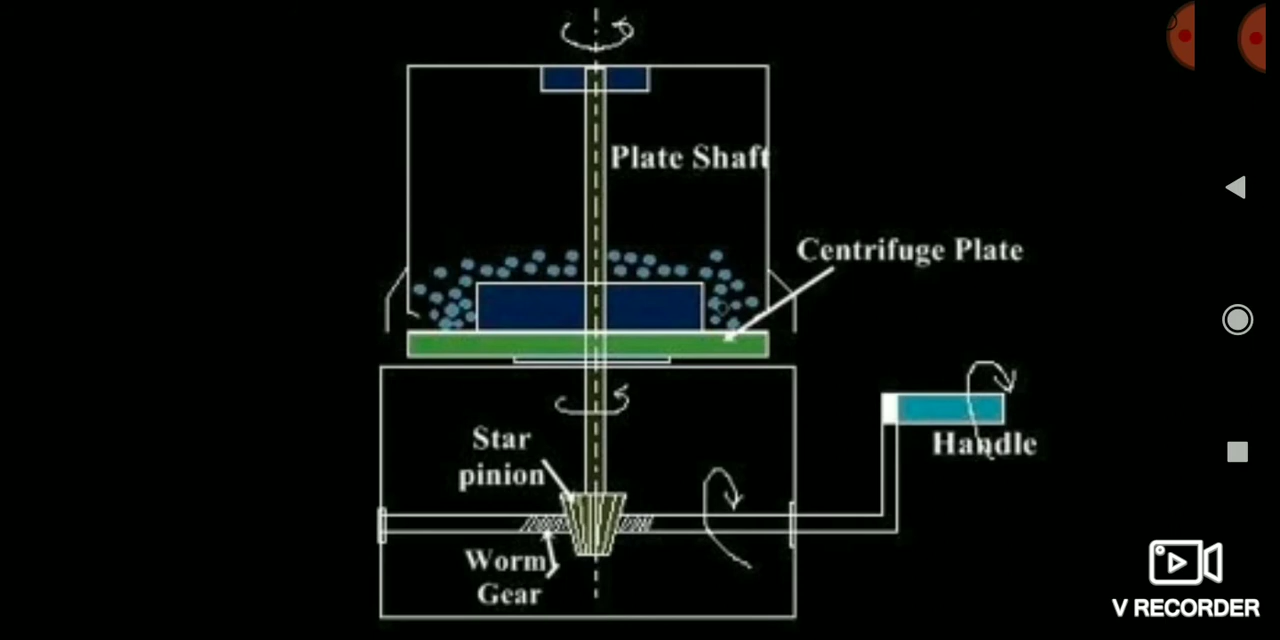 Plate Shaft
Centrifuge Plate
Handle
Star
pinion
Worm
Gear
V RECORDER